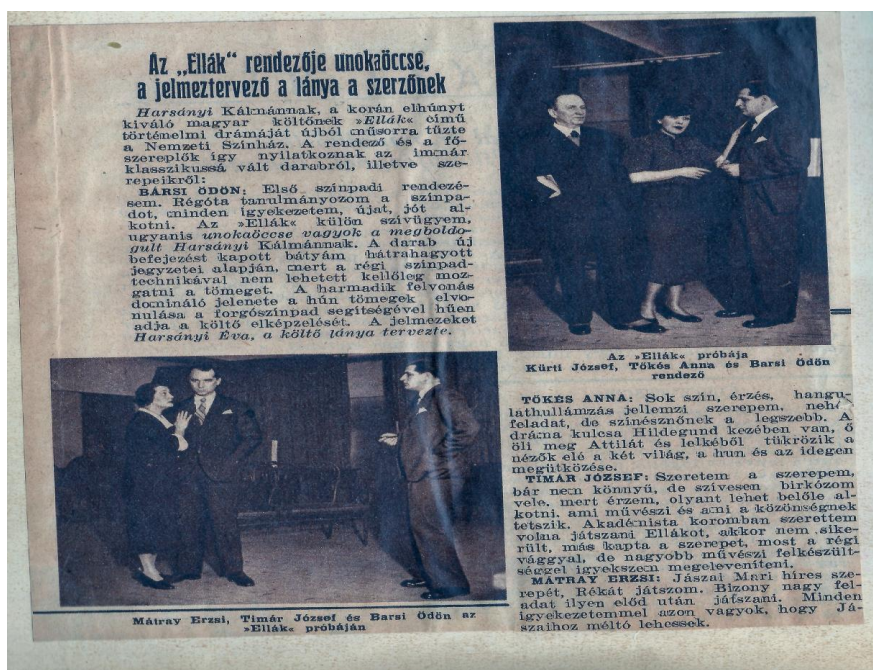 Az „Ellák“ rendezője unokaöccse,
a jelmeztervező a lánya a szerzőnek
Harsányi Kálmánnak, a korán elhúnyt
kiváló magyar költőnek »Ellák« című
történelmi drámáját újból műsorra tűzte
a Nemzeti Színház. A rendező és a fő-
szereplők így nyilatkoznak az immár
klasszikussá vált darabról, illetve sze-
repeikről:
BARSI ÖDÖN: Első színpadi rendezé-
sem. Régóta tanulmányozom a színpa-
dot, minden igyekezetem, újat, jót al-
kotni. Az »Ellák« külön szívügyem,
ugyanis unokaöccse vagyok a megboldo-
gult Harsányi Kálmánnak. A darab új
befejezést kapott bátyám hátrahagyott
jegyzetei alapján, mert a régi színpad-
technikával nem lehetett kellőleg moz-
gatni a tömeget. A harmadik felvonás
domináló jelenete a hún tömegek elvo-
nulása a forgószínpad segítségével hűen
adja a költő elképzelését. A jelmezeket
Harsányi Éva, a költő lánya tervezte.
Mátray Erzsi, Timár József és Barsi Ödön az
»Ellák« próbáján
Az »Ellák« próbája
Kürti József, Tőkés Anna és Barsi Ödön
rendező
TŐKÉS ANNA: Sok szín, érzés, hangu-
lathullámzás jellemzi szerepem, nehéz
feladat, de színésznőnek a legszebb. A
dráma kulcsa Hildegund kezében van, ő
öli meg Attilát és lelkéből tükrözik a
nézők elé a két világ, a hun és az idegen
megütközése.
TIMÁR JÓZSEF: Szeretem a szerepem,
bár nem könnyű, de szívesen birkózom
vele, mert érzem, olyant lehet belőle al-
kotni, ami művészi és ami a közönségnek
tetszik. Akadémista koromban szerettem
volna játszani Ellákot, akkor nem sike-
rült, más kapta a szerepet, most a régi
vággyal, de nagyobb művészi felkészült-
séggel igyekszem megeleveníteni.
MÁTRAY ERZSI: Jászai Mari híres sze-
repét, Rékát játszom. Bizony nagy fel-
adat ilyen előd után játszani. Minden
igyekezetemmel azon vagyok, hogy Já-
szaihoz méltó lehessek.